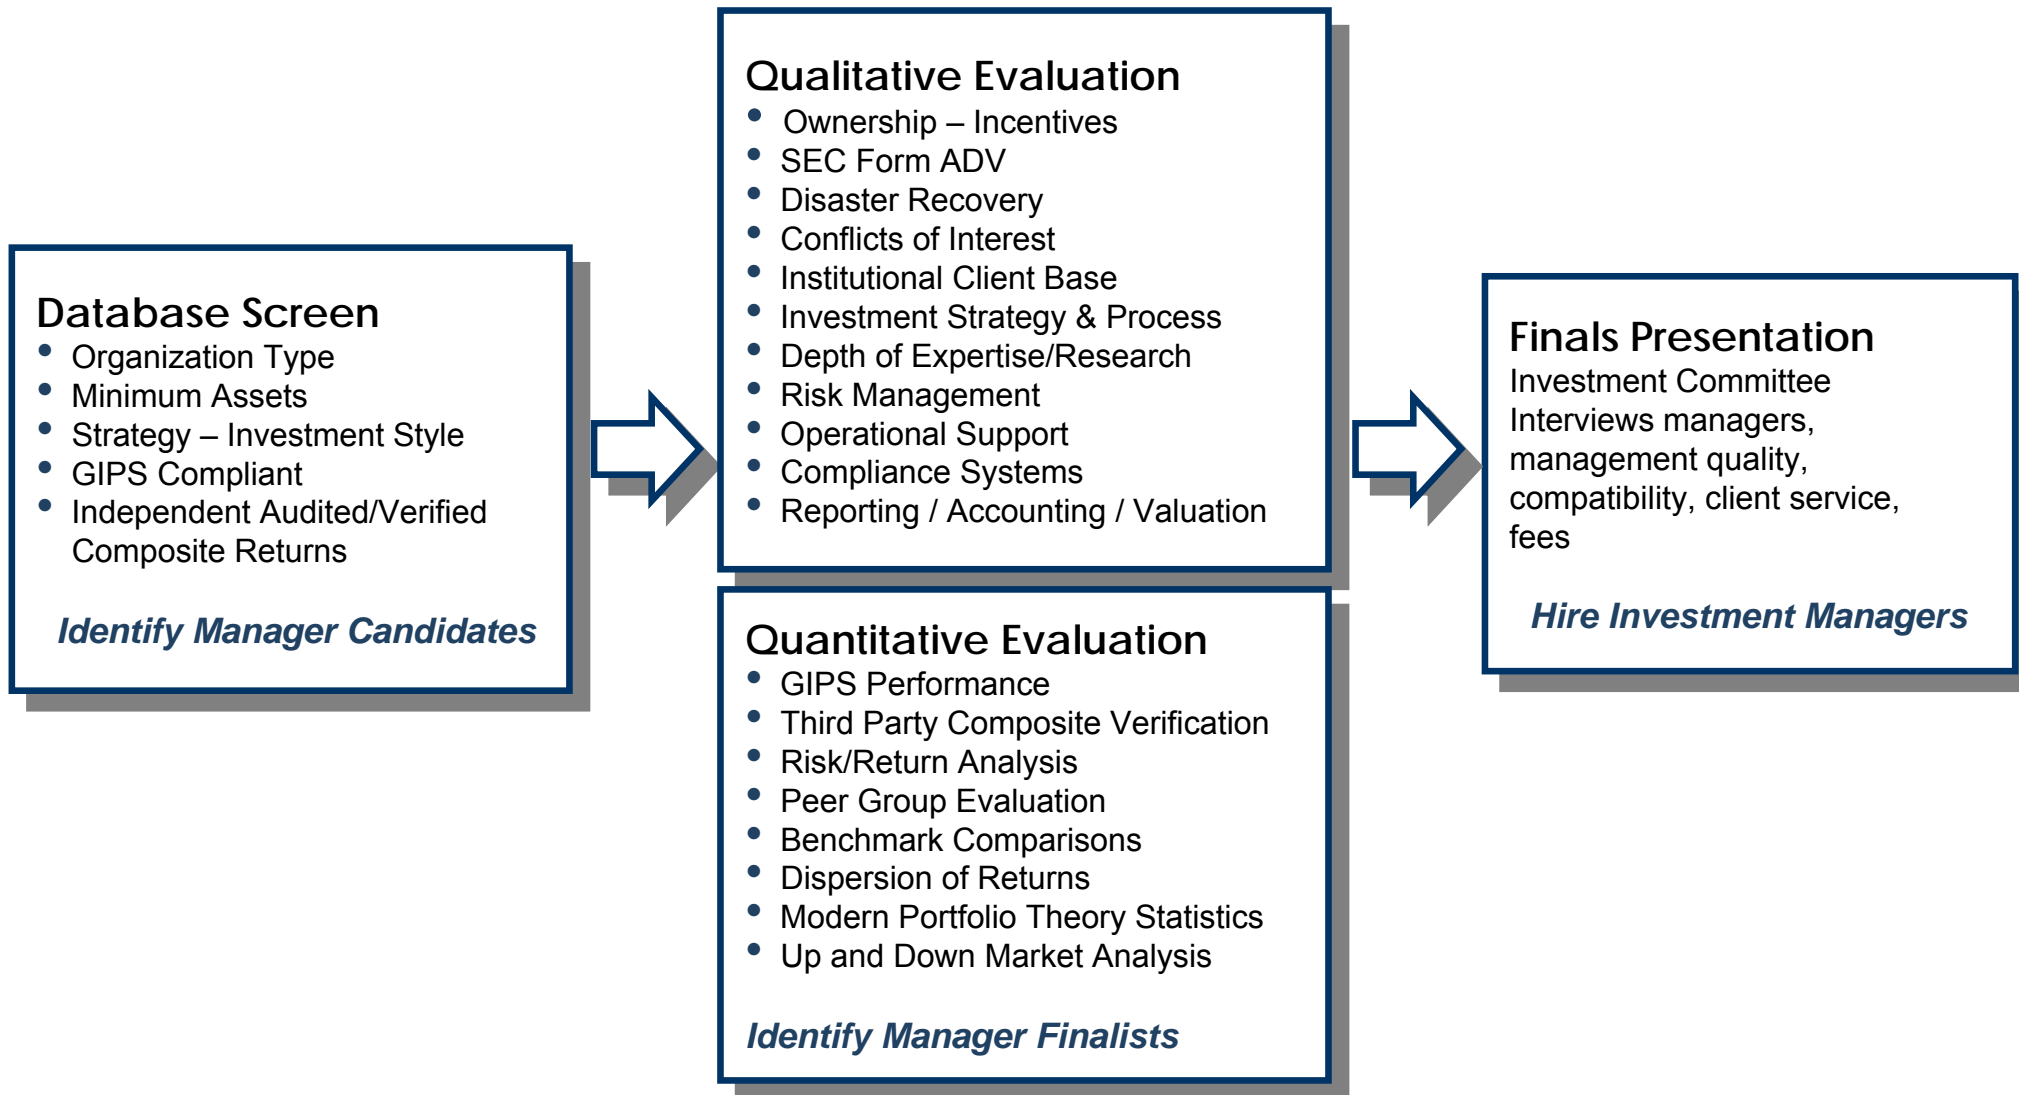 Database Screen
• Organization Type
• Minimum Assets
• Strategy – Investment Style
• GIPS Compliant
• Independent Audited/Verified
Composite Returns
Identify Manager Candidates
Qualitative Evaluation
• Ownership – Incentives
• SEC Form ADV
• Disaster Recovery
• Conflicts of Interest
• Institutional Client Base
• Investment Strategy & Process
• Depth of Expertise/Research
• Risk Management
• Operational Support
• Compliance Systems
• Reporting / Accounting / Valuation
Quantitative Evaluation
• GIPS Performance
• Third Party Composite Verification
• Risk/Return Analysis
• Peer Group Evaluation
• Benchmark Comparisons
• Dispersion of Returns
• Modern Portfolio Theory Statistics
• Up and Down Market Analysis
Identify Manager Finalists
Finals Presentation
Investment Committee
Interviews managers,
management quality,
compatibility, client service,
fees
Hire Investment Managers